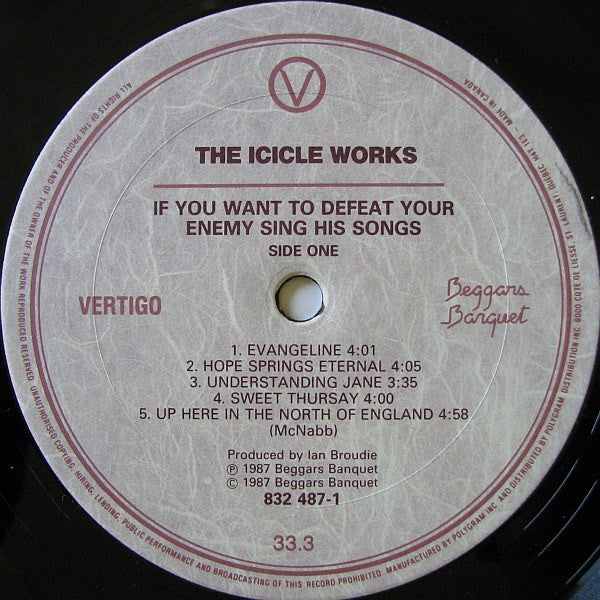 V
THE ICICLE WORKS
IF YOU WANT TO DEFEAT YOUR
ENEMY SING HIS SONGS
SIDE ONE
VERTIGO
Beggars
Banquet
1. EVANGELINE 4:01
2. HOPE SPRINGS ETERNAL 4:05
3. UNDERSTANDING JANE 3:35
4. SWEET THURSAY 4:00
5. UP HERE IN THE NORTH OF ENGLAND 4:58
(McNabb)
Produced by Ian Broudie
℗ 1987 Beggars Banquet
© 1987 Beggars Banquet
832 487-1
33.3
ALL RIGHTS OF THE PRODUCER AND OF THE OWNER OF THE WORK REPRODUCED RESERVED. UNAUTHORISED COPYING, HIRING, LENDING, PUBLIC PERFORMANCE AND BROADCASTING OF THIS RECORD PROHIBITED. MANUFACTURED AND DISTRIBUTED BY POLYGRAM INC AND DISTRIBUTED BY POLYGRAM DISTRIBUTION INC 6000 COTE DE LIESSE, ST LAURENT, QUEBEC H4T 1E3 - MADE IN CANADA